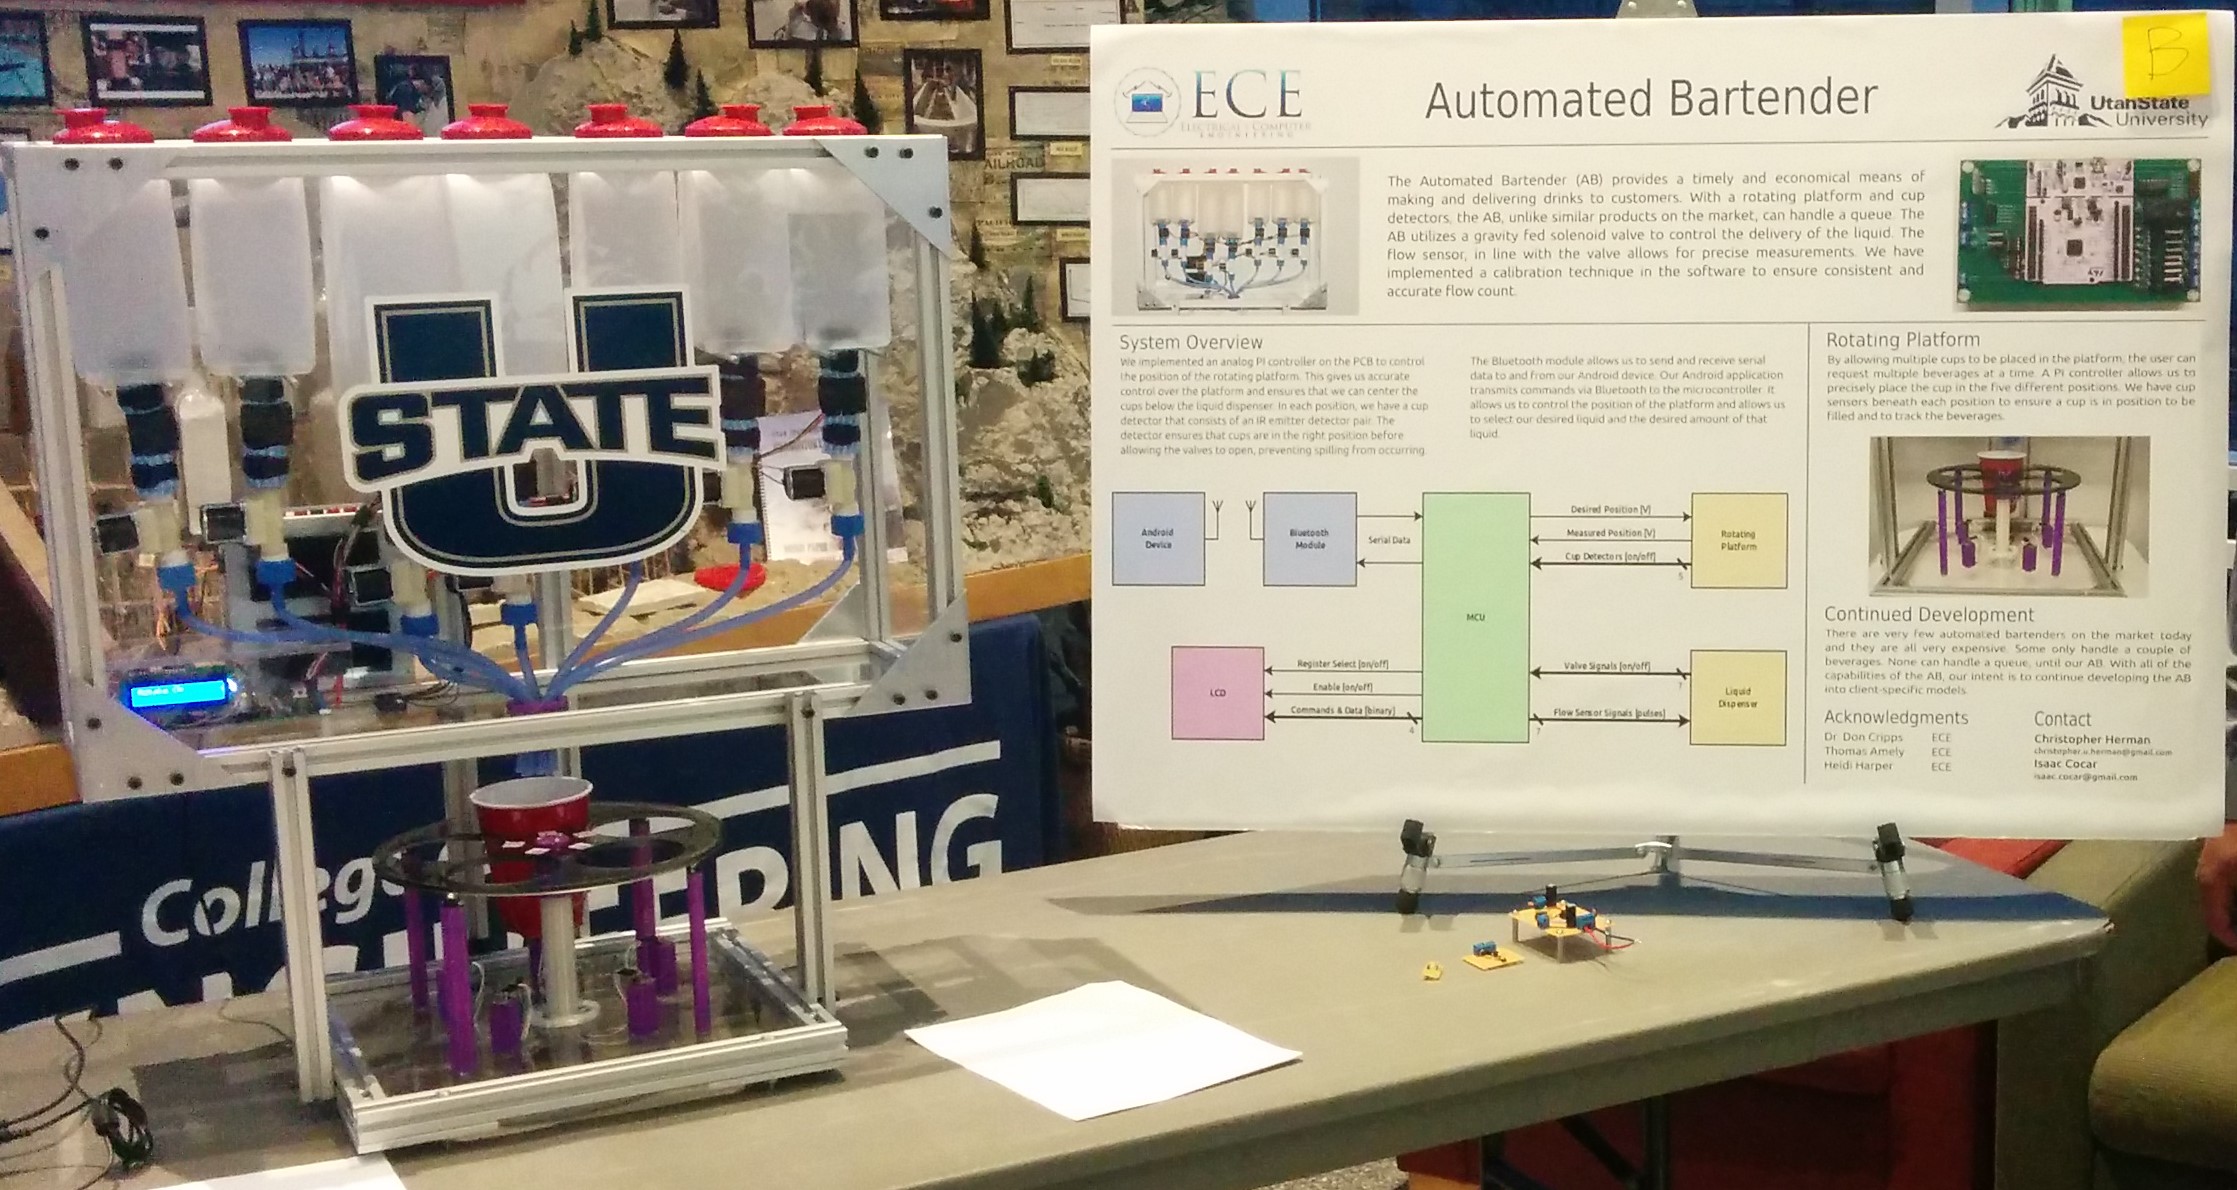 B
ECE
ELECTRICAL + COMPUTER
ENGINEERING
Automated Bartender
UtahState
University
The Automated Bartender (AB) provides a timely and economical means of
making and delivering drinks to customers. With a rotating platform and cup
detectors, the AB, unlike similar products on the market, can handle a queue. The
AB utilizes a gravity fed solenoid valve to control the delivery of the liquid. The
flow sensor, in line with the valve allows for precise measurements. We have
implemented a calibration technique in the software to ensure consistent and
accurate flow count.
System Overview
We implemented an analog PI controller on the PCB to control
the position of the rotating platform. This gives us accurate
control over the platform and ensures that we can center the
cups below the liquid dispenser. In each position, we have a cup
detector that consists of an IR emitter detector pair. The
detector ensures that cups are in the right position before
allowing the valves to open, preventing spilling from occurring.
The Bluetooth module allows us to send and receive serial
data to and from our Android device. Our Android application
transmits commands via Bluetooth to the microcontroller. It
allows us to control the position of the platform and allows us
to select our desired liquid and the desired amount of that
liquid.
Android
Device
Bluetooth
Module
Serial Data
MCU
Desired Position [V]
Measured Position [V]
Cup Detectors [on/off]
5
Rotating
Platform
LCD
Register Select [on/off]
Enable [on/off]
Commands & Data [binary]
4
Valve Signals [on/off]
7
Flow Sensor Signals [pulses]
7
Liquid
Dispenser
Rotating Platform
By allowing multiple cups to be placed in the platform, the user can
request multiple beverages at a time. A PI controller allows us to
precisely place the cup in the five different positions. We have cup
sensors beneath each position to ensure a cup is in position to be
filled and to track the beverages.
Continued Development
There are very few automated bartenders on the market today
and they are all very expensive. Some only handle a couple of
beverages. None can handle a queue, until our AB. With all of the
capabilities of the AB, our intent is to continue developing the AB
into client-specific models.
Acknowledgments
Dr. Don Cripps ECE
Thomas Amely ECE
Heidi Harper ECE
Contact
Christopher Herman
christopher.u.herman@gmail.com
Isaac Cocar
isaac.cocar@gmail.com
STATE
RAILROAD
College
ENGINEERING